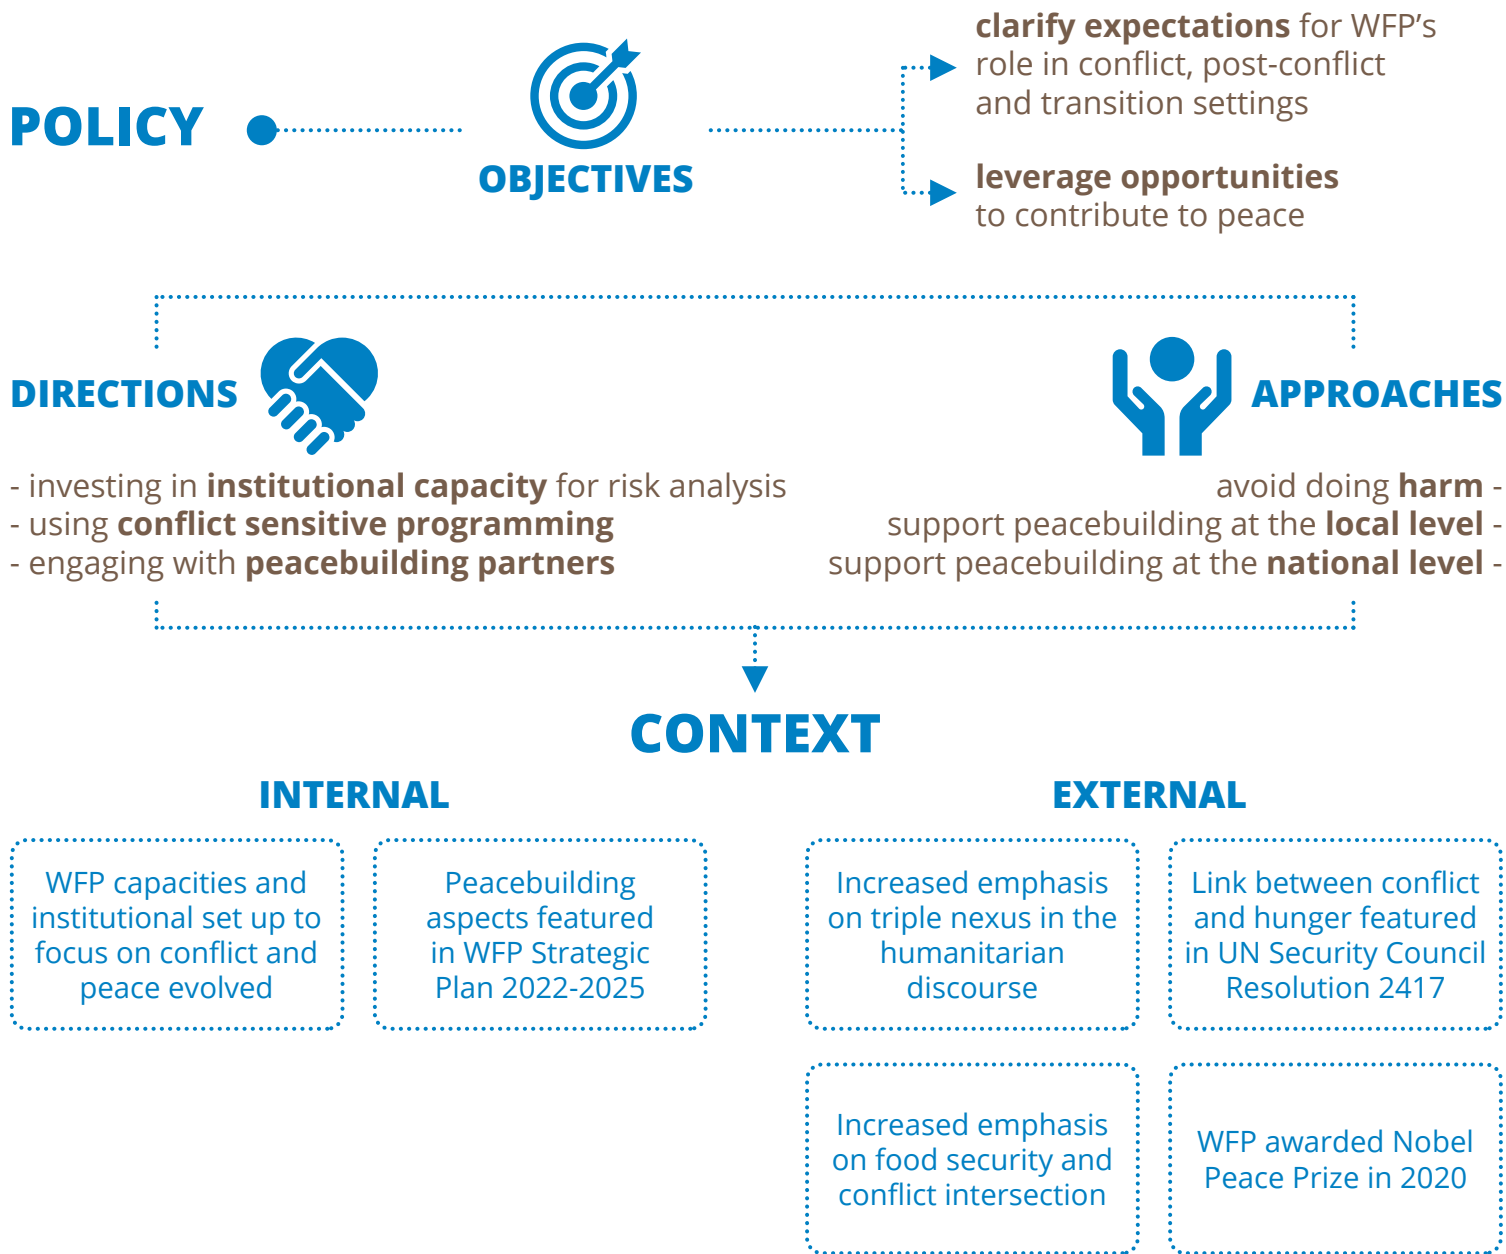 POLICY
OBJECTIVES
clarify expectations for WFP’s
role in conflict, post-conflict
and transition settings
leverage opportunities
to contribute to peace
DIRECTIONS
- investing in institutional capacity for risk analysis
- using conflict sensitive programming
- engaging with peacebuilding partners
APPROACHES
avoid doing harm -
support peacebuilding at the local level -
support peacebuilding at the national level -
CONTEXT
INTERNAL
WFP capacities and
institutional set up to
focus on conflict and
peace evolved
Peacebuilding
aspects featured
in WFP Strategic
Plan 2022-2025
EXTERNAL
Increased emphasis
on triple nexus in the
humanitarian
discourse
Link between conflict
and hunger featured
in UN Security Council
Resolution 2417
Increased emphasis
on food security and
conflict intersection
WFP awarded Nobel
Peace Prize in 2020